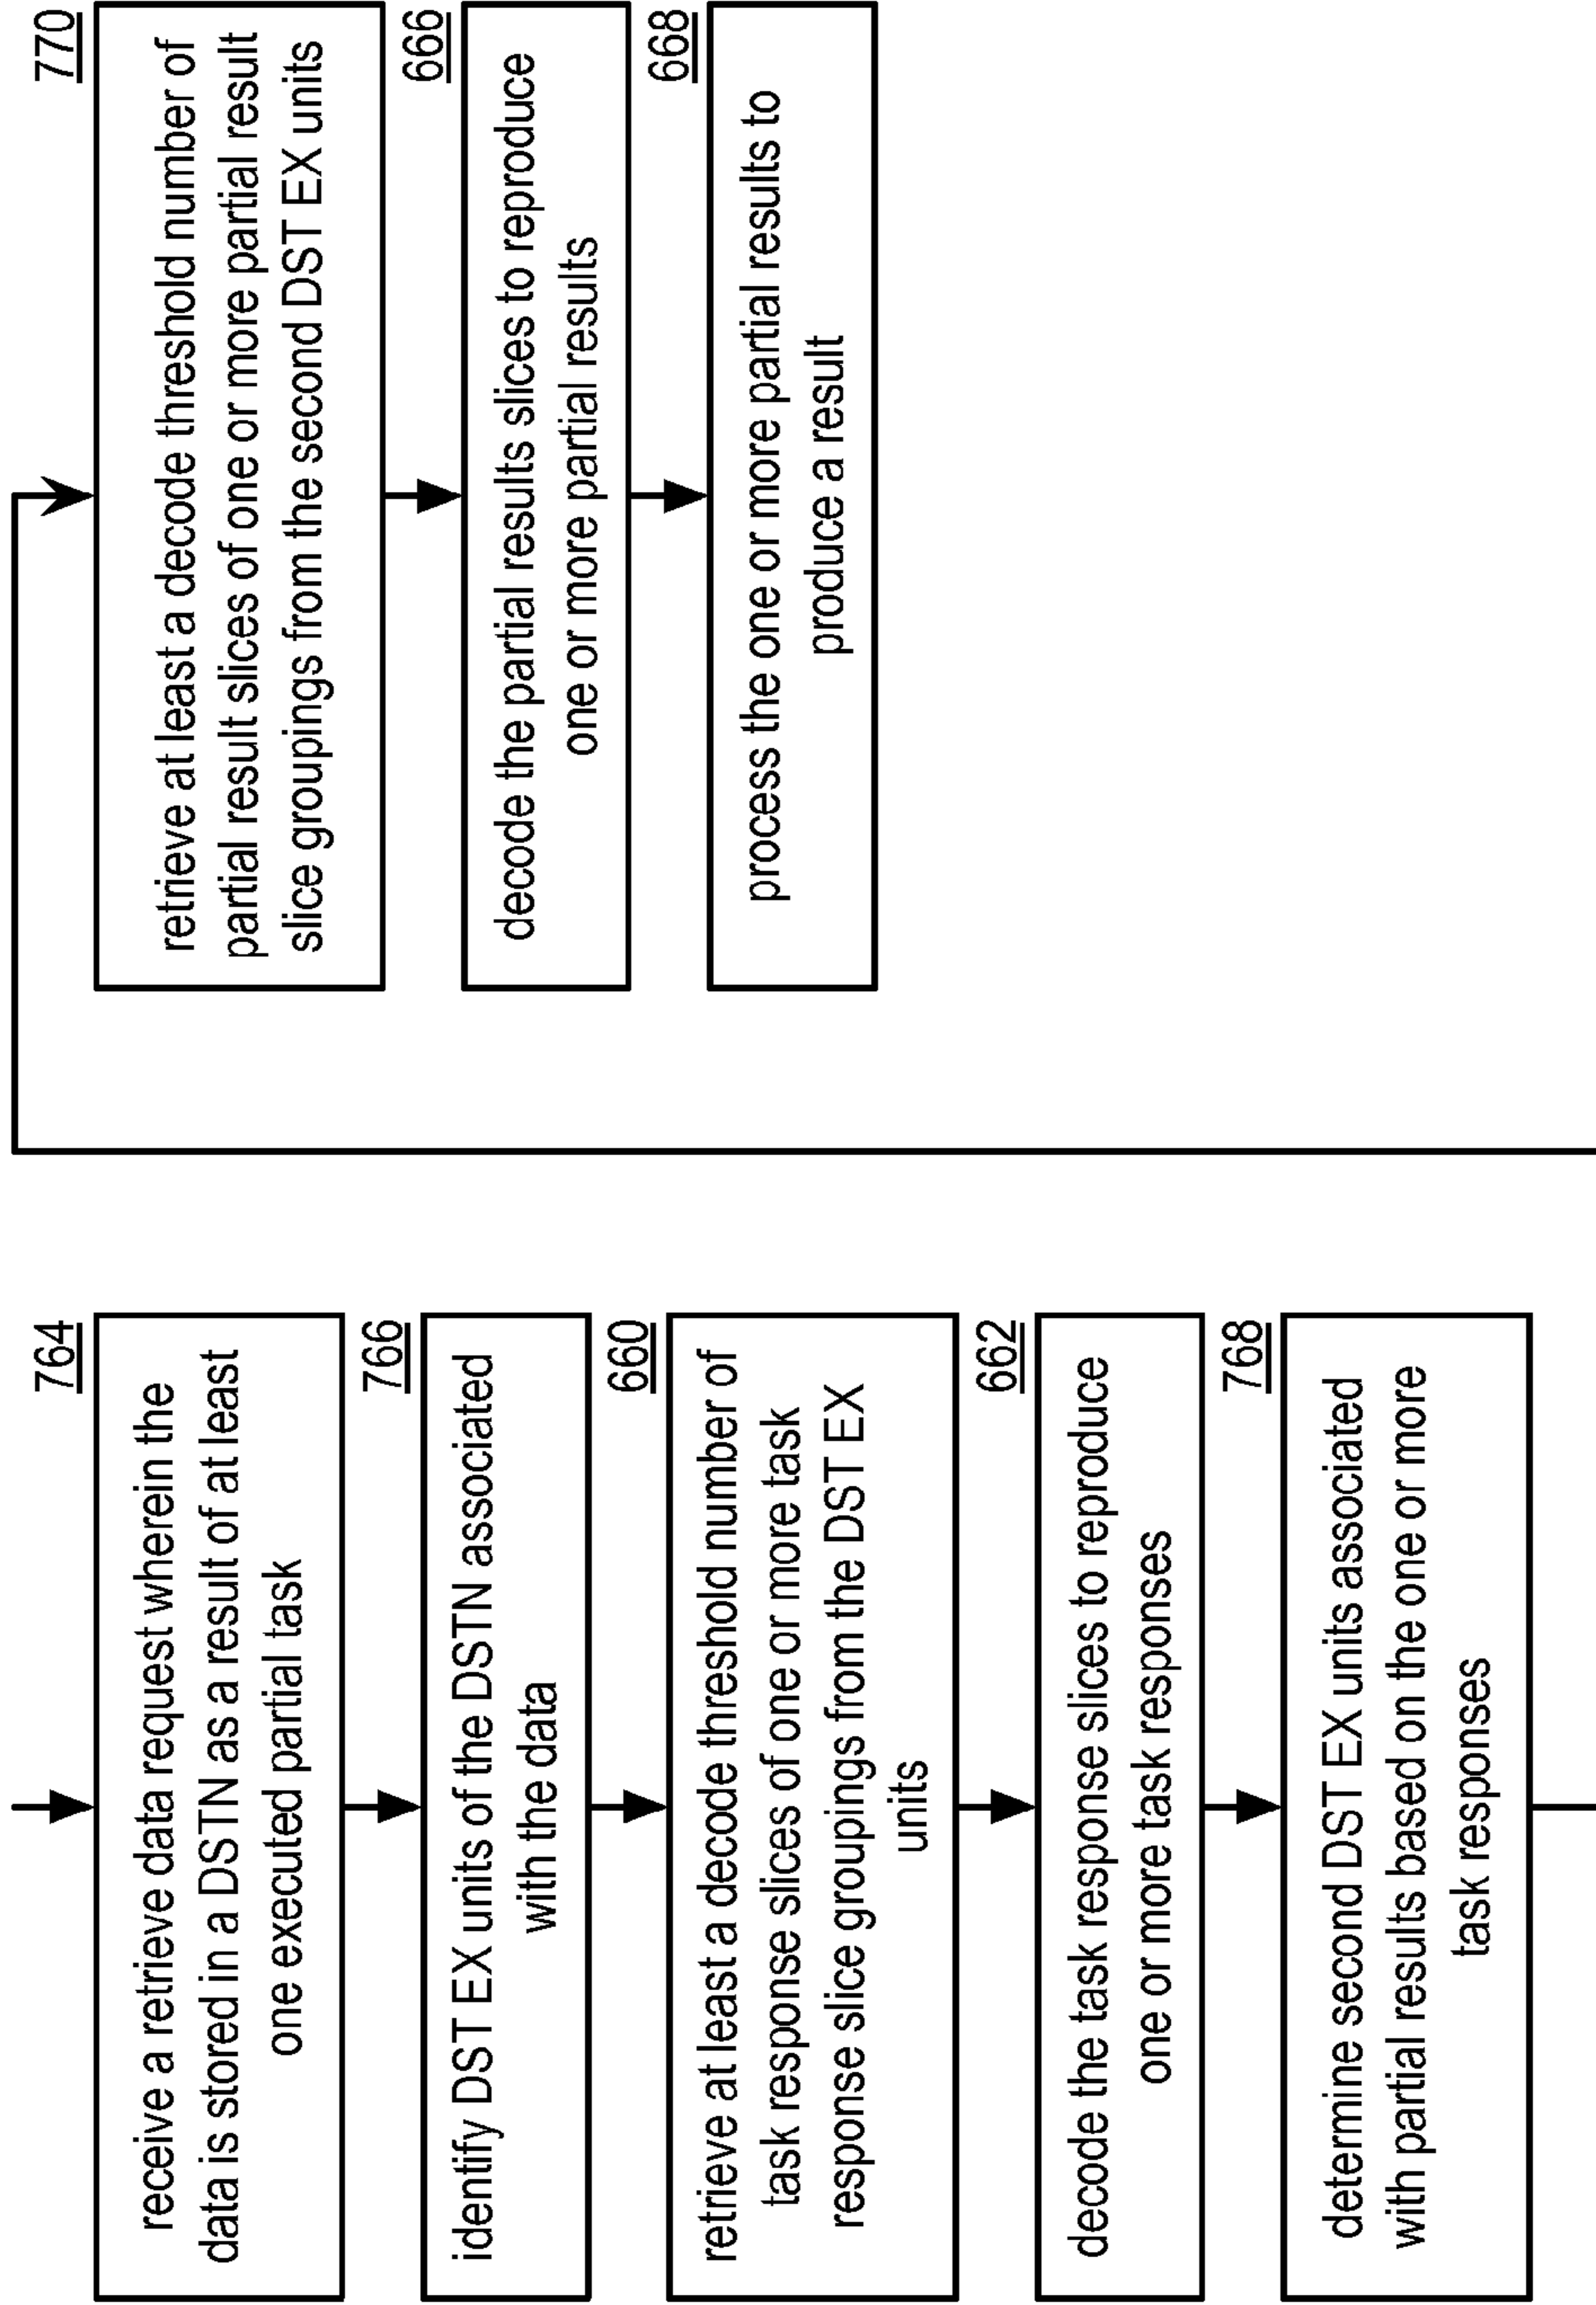 764
receive a retrieve data request wherein the
data is stored in a DSTN as a result of at least
one executed partial task
766
identify DST EX units of the DSTN associated
with the data
660
retrieve at least a decode threshold number of
task response slices of one or more task
response slice groupings from the DST EX
units
662
decode the task response slices to reproduce
one or more task responses
768
determine second DST EX units associated
with partial results based on the one or more
task responses
770
retrieve at least a decode threshold number of
partial result slices of one or more partial result
slice groupings from the second DST EX units
666
decode the partial results slices to reproduce
one or more partial results
668
process the one or more partial results to
produce a result